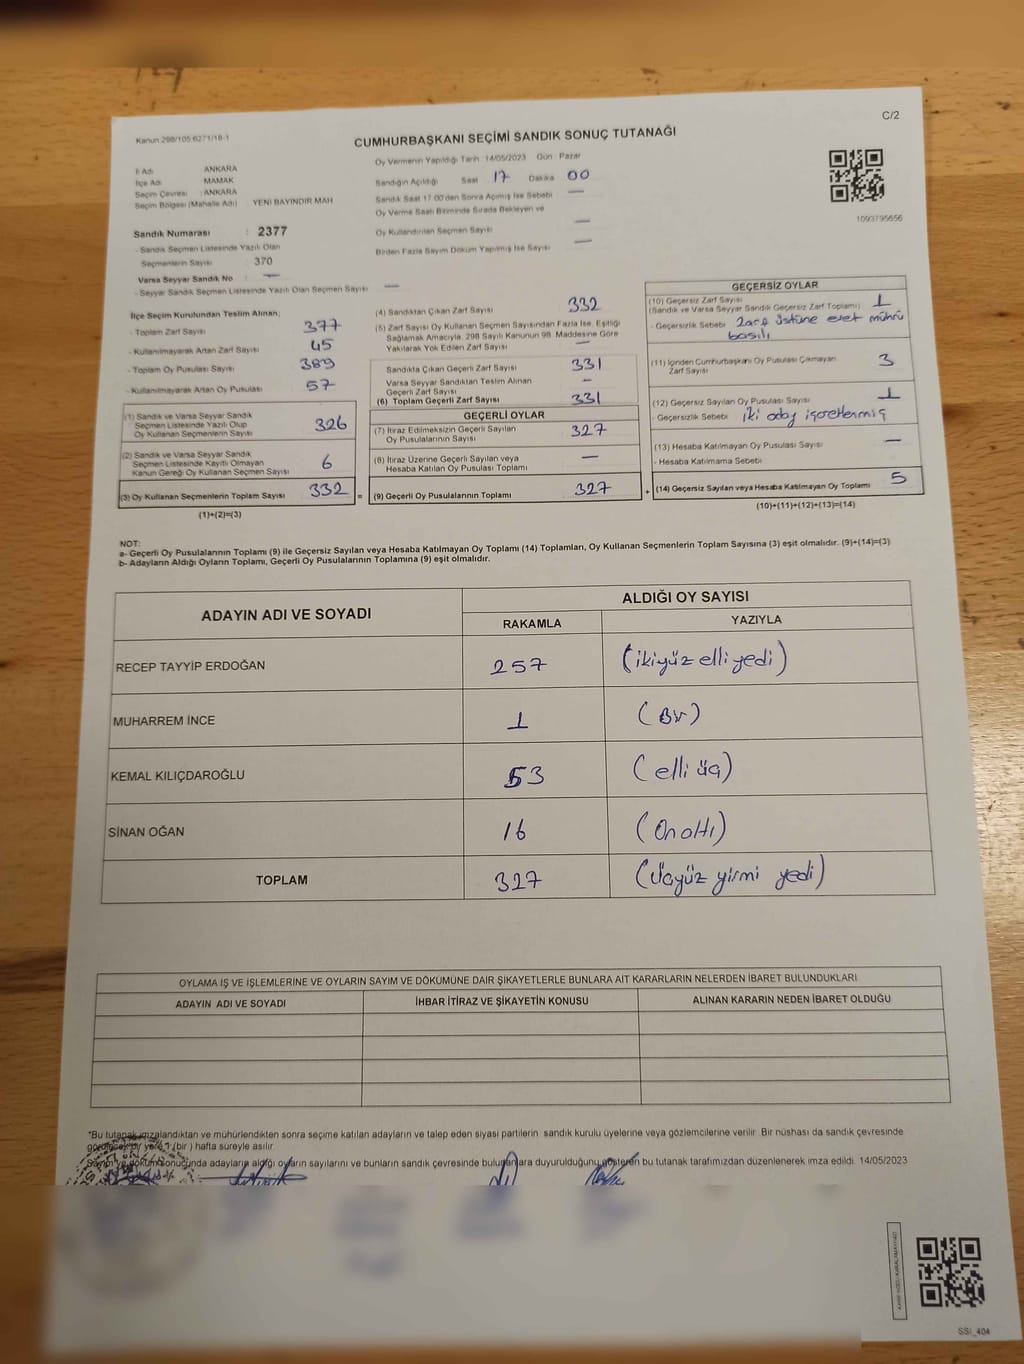 C/2
Kanun 298/105 6271/18-1
CUMHURBAŞKANI SEÇİMİ SANDIK SONUÇ TUTANAĞI
İl Adı ANKARA
İlçe Adı MAMAK
Seçim Çevresi : ANKARA
Seçim Bölgesi (Mahalle Adı) YENİ BAYINDIR MAH.
Sandık Numarası : 2377
- Sandık Seçmen Listesinde Yazılı Olan
Seçmenlerin Sayısı : 370
Varsa Seyyar Sandık No : —
- Seyyar Sandık Seçmen Listesinde Yazılı Olan Seçmen Sayısı —
Oy Vermenin Yapıldığı Tarih 14/05/2023 Gün Pazar
Sandığın Açıldığı Saat 17 Dakika 00
Sandık Saat 17:00'den Sonra Açılmış İse Sebebi —
Oy Verme Saati Bitiminde Sırada Bekleyen ve
Oy Kullandırılan Seçmen Sayısı —
Birden Fazla Sayım Döküm Yapılmış İse Sayısı —
1093795656
İlçe Seçim Kurulundan Teslim Alınan;
- Toplam Zarf Sayısı 377
- Kullanılmayarak Artan Zarf Sayısı 45
- Toplam Oy Pusulası Sayısı 389
- Kullanılmayarak Artan Oy Pusulası 57
(1) Sandık ve Varsa Seyyar Sandık
Seçmen Listesinde Yazılı Olup
Oy Kullanan Seçmenlerin Sayısı 326
(2) Sandık ve Varsa Seyyar Sandık
Seçmen Listesinde Kayıtlı Olmayan
Kanun Gereği Oy Kullanan Seçmen Sayısı 6
(3) Oy Kullanan Seçmenlerin Toplam Sayısı 332 =
(1)+(2)=(3)
(4) Sandıktan Çıkan Zarf Sayısı 332
(5) Zarf Sayısı Oy Kullanan Seçmen Sayısından Fazla İse, Eşitliği
Sağlamak Amacıyla, 298 Sayılı Kanunun 98. Maddesine Göre
Yakılarak Yok Edilen Zarf Sayısı —
Sandıkta Çıkan Geçerli Zarf Sayısı 331
Varsa Seyyar Sandıktan Teslim Alınan
Geçerli Zarf Sayısı —
(6) Toplam Geçerli Zarf Sayısı 331
GEÇERLİ OYLAR
(7) İtiraz Edilmeksizin Geçerli Sayılan
Oy Pusulalarının Sayısı 327
(8) İtiraz Üzerine Geçerli Sayılan veya
Hesaba Katılan Oy Pusulası Toplamı —
(9) Geçerli Oy Pusulalarının Toplamı 327 +
GEÇERSİZ OYLAR
(10) Geçersiz Zarf Sayısı 1
(Sandık ve Varsa Seyyar Sandık Geçersiz Zarf Toplamı)
- Geçersizlik Sebebi Zarf üstüne evet mührü
basılı
(11) İçinden Cumhurbaşkanı Oy Pusulası Çıkmayan
Zarf Sayısı 3
(12) Geçersiz Sayılan Oy Pusulası Sayısı 1
- Geçersizlik Sebebi iki aday işaretlenmiş
(13) Hesaba Katılmayan Oy Pusulası Sayısı —
- Hesaba Katılmama Sebebi
(14) Geçersiz Sayılan veya Hesaba Katılmayan Oy Toplamı 5
(10)+(11)+(12)+(13)=(14)
NOT:
a- Geçerli Oy Pusulalarının Toplamı (9) ile Geçersiz Sayılan veya Hesaba Katılmayan Oy Toplamı (14) Toplamları, Oy Kullanan Seçmenlerin Toplam Sayısına (3) eşit olmalıdır. (9)+(14)=(3)
b- Adayların Aldığı Oyların Toplamı, Geçerli Oy Pusulalarının Toplamına (9) eşit olmalıdır.
ADAYIN ADI VE SOYADI ALDIĞI OY SAYISI
RAKAMLA YAZIYLA
RECEP TAYYİP ERDOĞAN 257 (ikiyüz elli yedi)
MUHARREM İNCE 1 (Bir)
KEMAL KILIÇDAROĞLU 53 (elli üç)
SİNAN OĞAN 16 (Onaltı)
TOPLAM 327 (Üçyüz yirmi yedi)
OYLAMA İŞ VE İŞLEMLERİNE VE OYLARIN SAYIM VE DÖKÜMÜNE DAİR ŞİKAYETLERLE BUNLARA AİT KARARLARIN NELERDEN İBARET BULUNDUKLARI
ADAYIN ADI VE SOYADI İHBAR İTİRAZ VE ŞİKAYETİN KONUSU ALINAN KARARIN NEDEN İBARET OLDUĞU
*Bu tutanak imzalandıktan ve mühürlendikten sonra seçime katılan adayların ve talep eden siyasi partilerin sandık kurulu üyelerine veya gözlemcilerine verilir. Bir nüshası da sandık çevresinde
görülecek bir yere 1 (bir) hafta süreyle asılır.
Sayım ve döküm sonucunda adayların aldığı oyların sayılarını ve bunların sandık çevresinde bulunanlara duyurulduğunu gösteren bu tutanak tarafımızdan düzenlenerek imza edildi. 14/05/2023
SSI_404